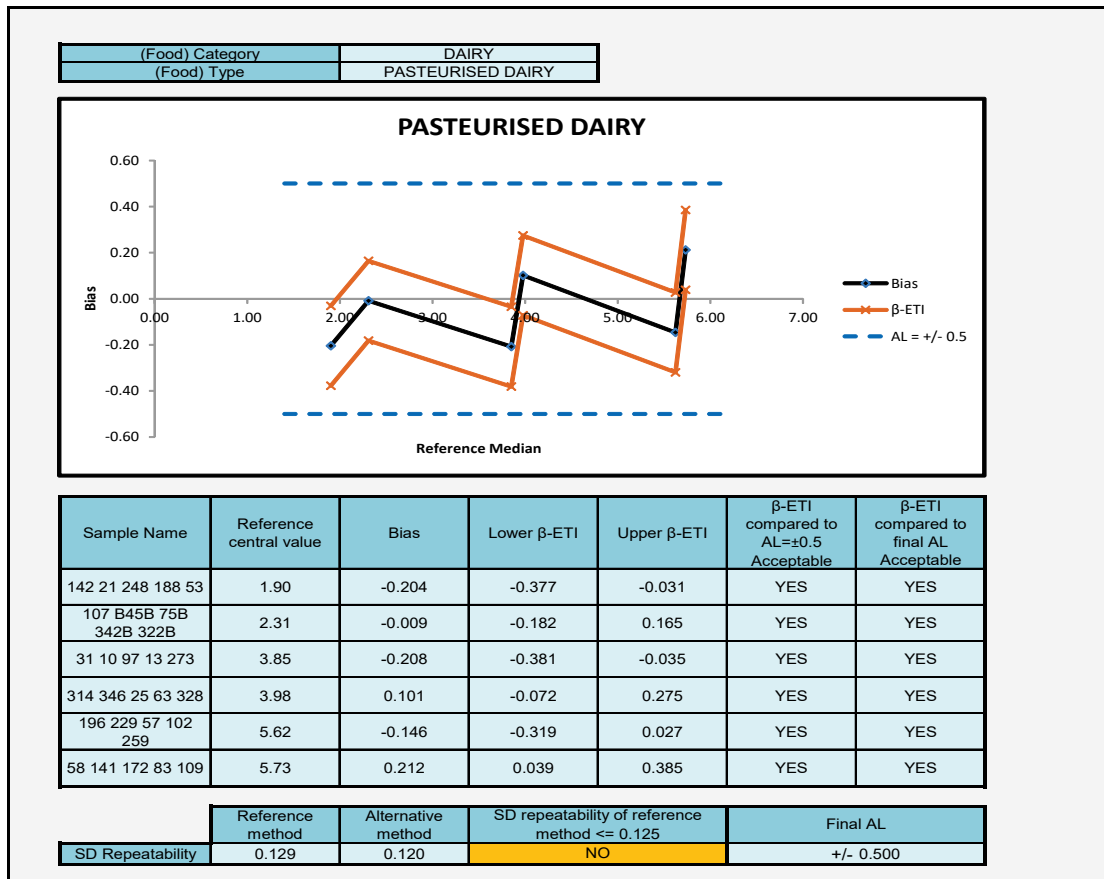 (Food) Category DAIRY
(Food) Type PASTEURISED DAIRY
PASTEURISED DAIRY
0.60
0.40
0.20
0.00
-0.20
-0.40
-0.60
Bias
0.00 1.00 2.00 3.00 4.00 5.00 6.00 7.00
Reference Median
Bias
β-ETI
AL = +/- 0.5
Sample Name Reference central value Bias Lower β-ETI Upper β-ETI β-ETI compared to AL=±0.5 Acceptable β-ETI compared to final AL Acceptable
142 21 248 188 53 1.90 -0.204 -0.377 -0.031 YES YES
107 B45B 75B 342B 322B 2.31 -0.009 -0.182 0.165 YES YES
31 10 97 13 273 3.85 -0.208 -0.381 -0.035 YES YES
314 346 25 63 328 3.98 0.101 -0.072 0.275 YES YES
196 229 57 102 259 5.62 -0.146 -0.319 0.027 YES YES
58 141 172 83 109 5.73 0.212 0.039 0.385 YES YES
Reference method Alternative method SD repeatability of reference method <= 0.125 Final AL
SD Repeatability 0.129 0.120 NO +/- 0.500